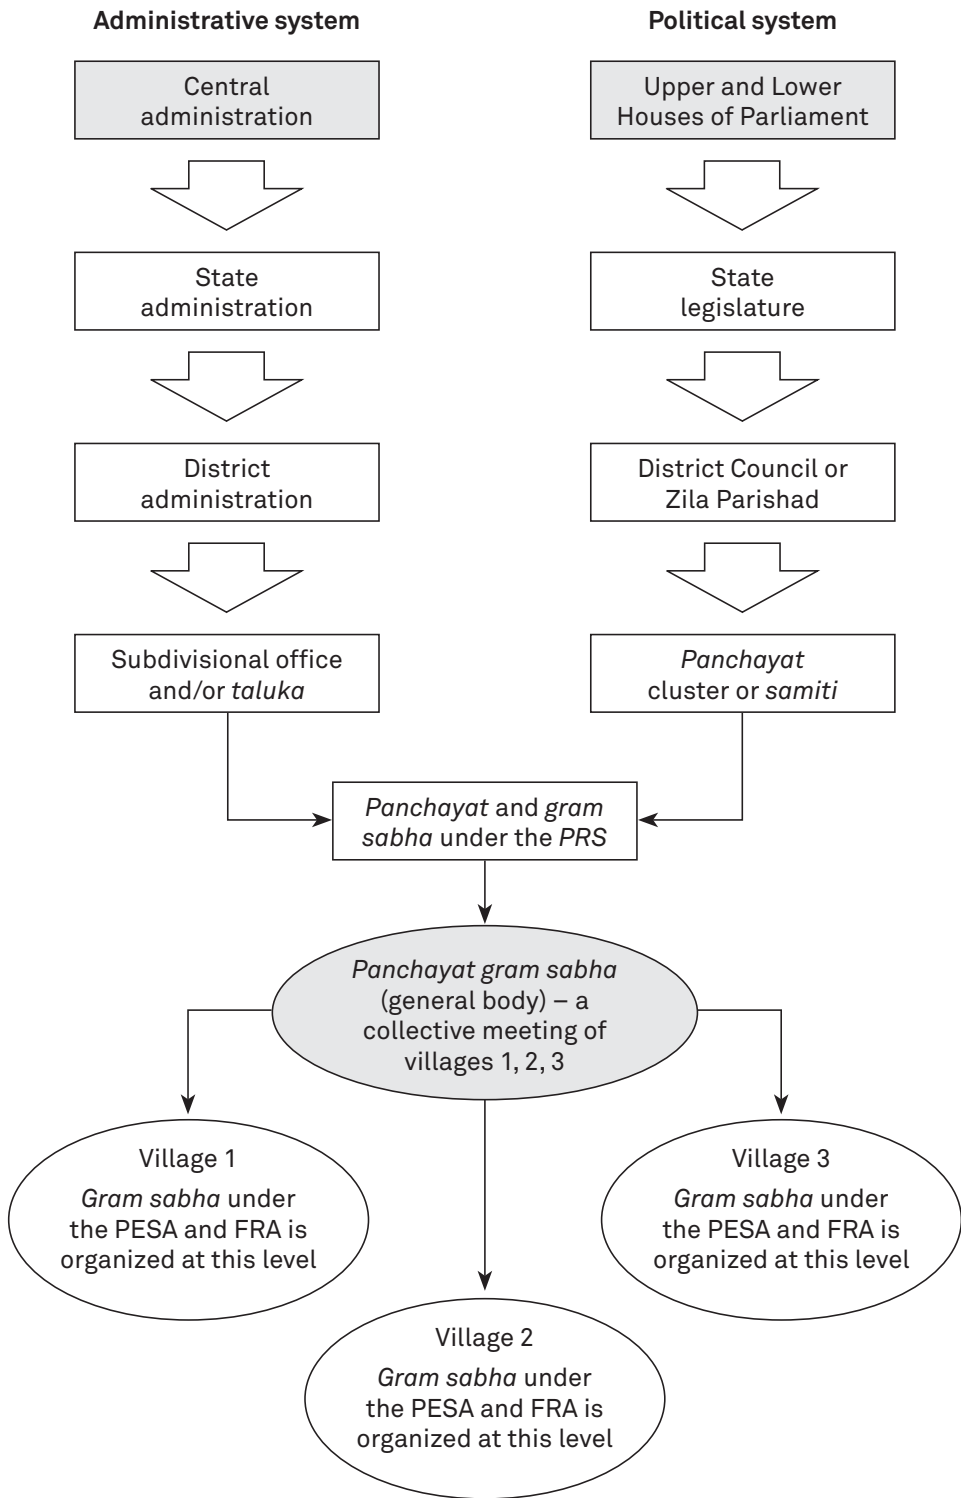 Administrative system
Political system
Central
administration
Upper and Lower
Houses of Parliament
State
administration
State
legislature
District
administration
District Council or
Zila Parishad
Subdivisional office
and/or taluka
Panchayat
cluster or samiti
Panchayat and gram
sabha under the PRS
Panchayat gram sabha
(general body) – a
collective meeting of
villages 1, 2, 3
Village 1
Gram sabha under
the PESA and FRA is
organized at this level
Village 3
Gram sabha under
the PESA and FRA is
organized at this level
Village 2
Gram sabha under
the PESA and FRA is
organized at this level